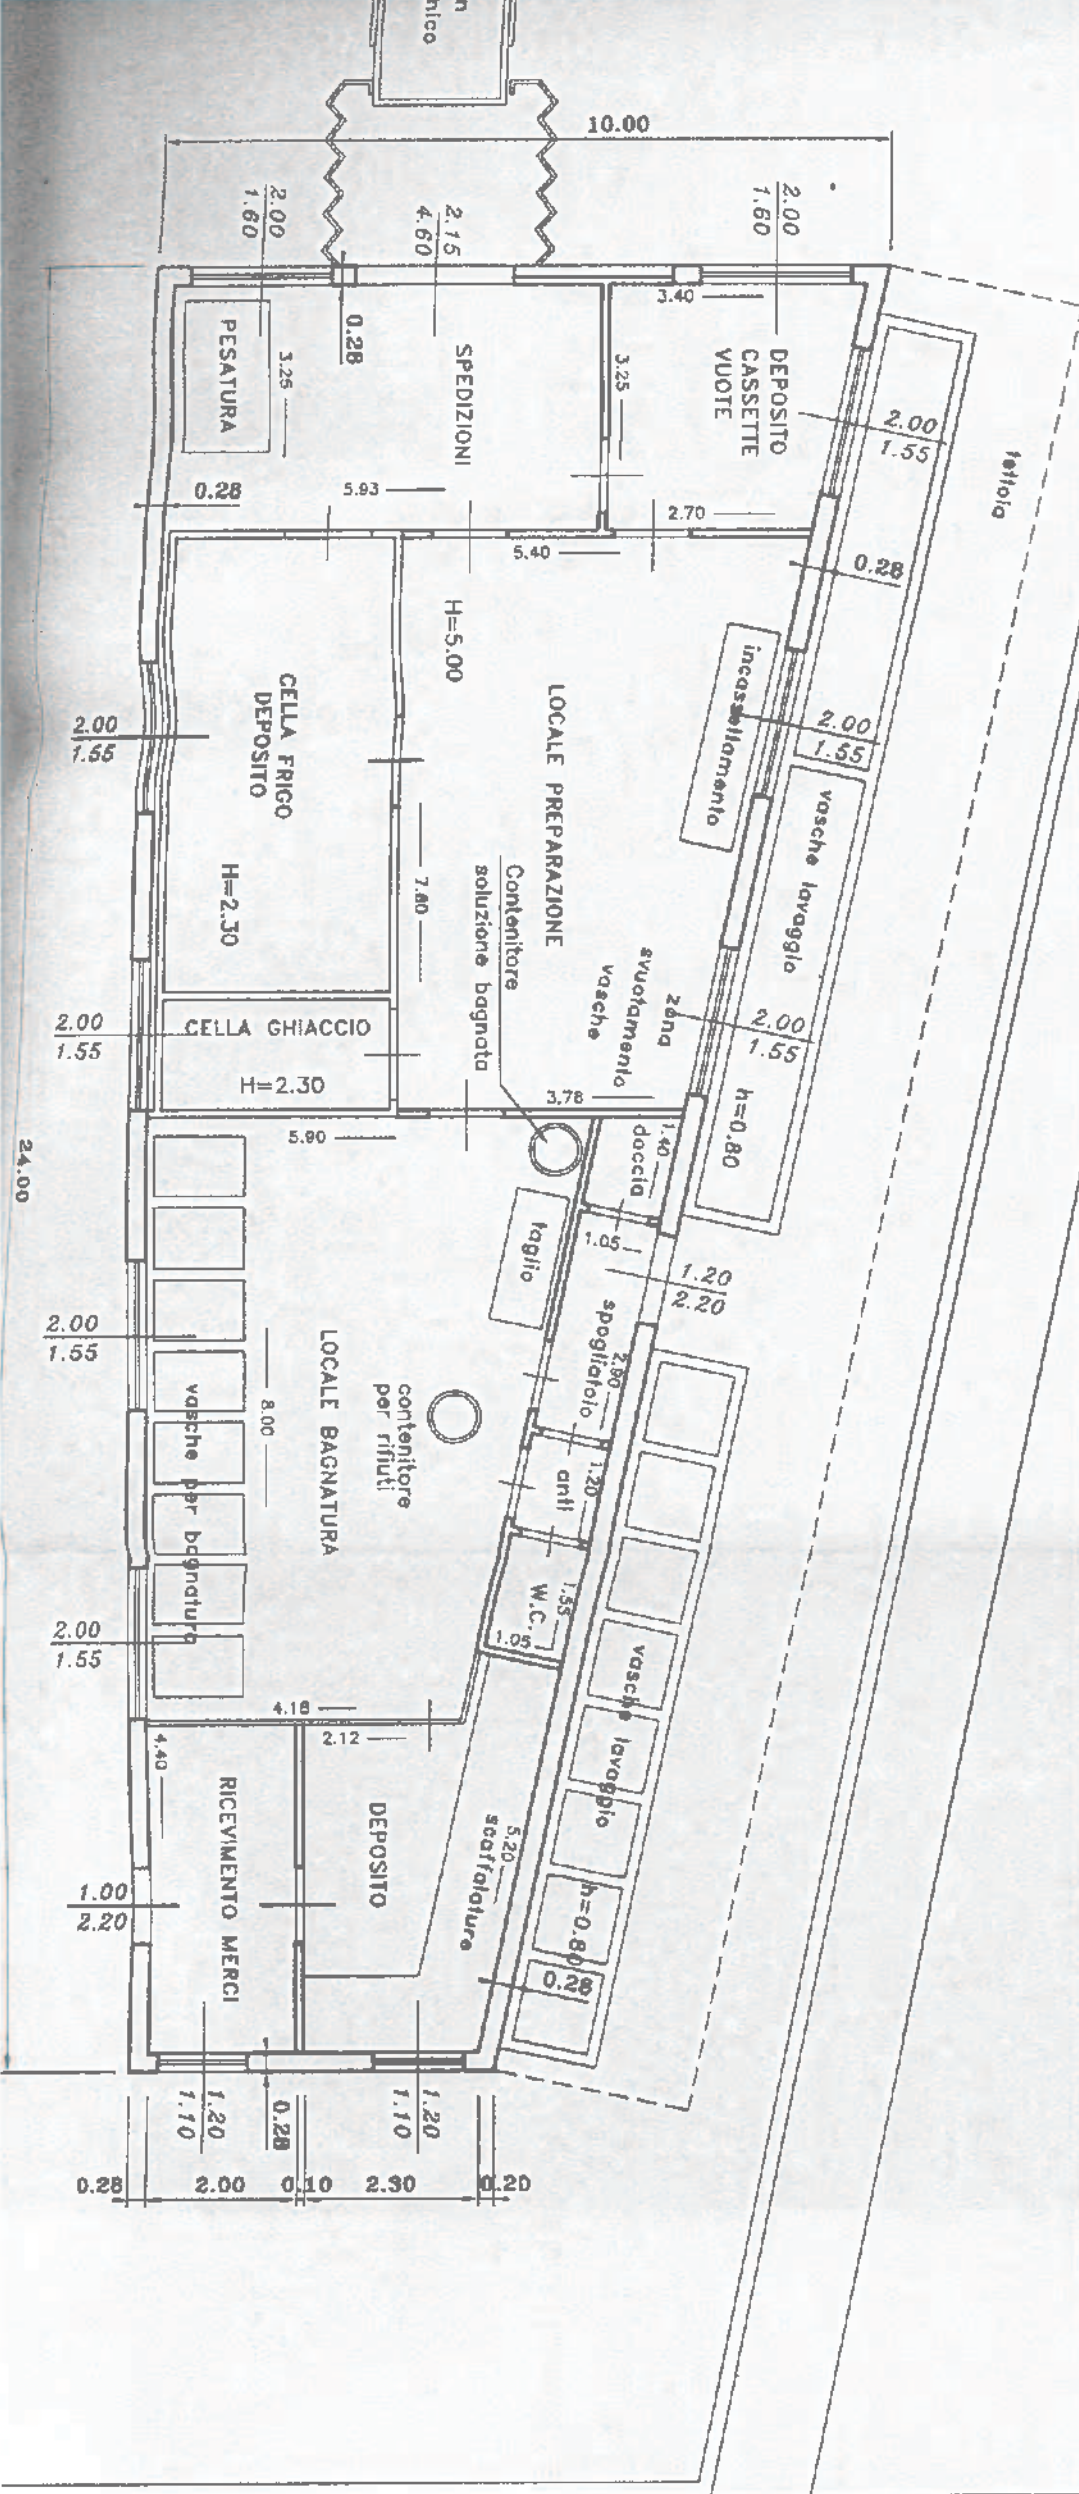 nico
10.00
2.00
1.60
2.15
4.60
2.00
1.60
3.40
0.28
PESATURA
3.25
SPEDIZIONI
3.25
DEPOSITO
CASSETTE
VUOTE
2.00
1.55
tettoia
0.28
5.93
2.70
5.40
0.28
H=5.00
incassettamento
2.00
1.55
CELLA FRIGO
DEPOSITO
H=2.30
2.00
1.55
LOCALE PREPARAZIONE
7.60
vasche lavaggio
Contenitore
soluzione bagnata
zona
svuotamento
vasche
2.00
1.55
2.00
1.55
CELLA GHIACCIO
H=2.30
3.78
h=0.80
5.90
1.40
doccia
24.00
1.05
taglio
1.20
2.20
spogliatoio
2.90
2.00
1.55
8.00
LOCALE BAGNATURA
contenitore
per rifiuti
vasche per bagnatura
anti
1.20
W.C.
1.55
1.05
2.00
1.55
vasche lavaggio
4.18
2.12
4.40
RICEVIMENTO MERCI
DEPOSITO
5.20
scaffalature
h=0.80
1.00
2.20
0.28
1.20
1.10
0.28
1.20
1.10
0.28
2.00
0.10
2.30
0.20